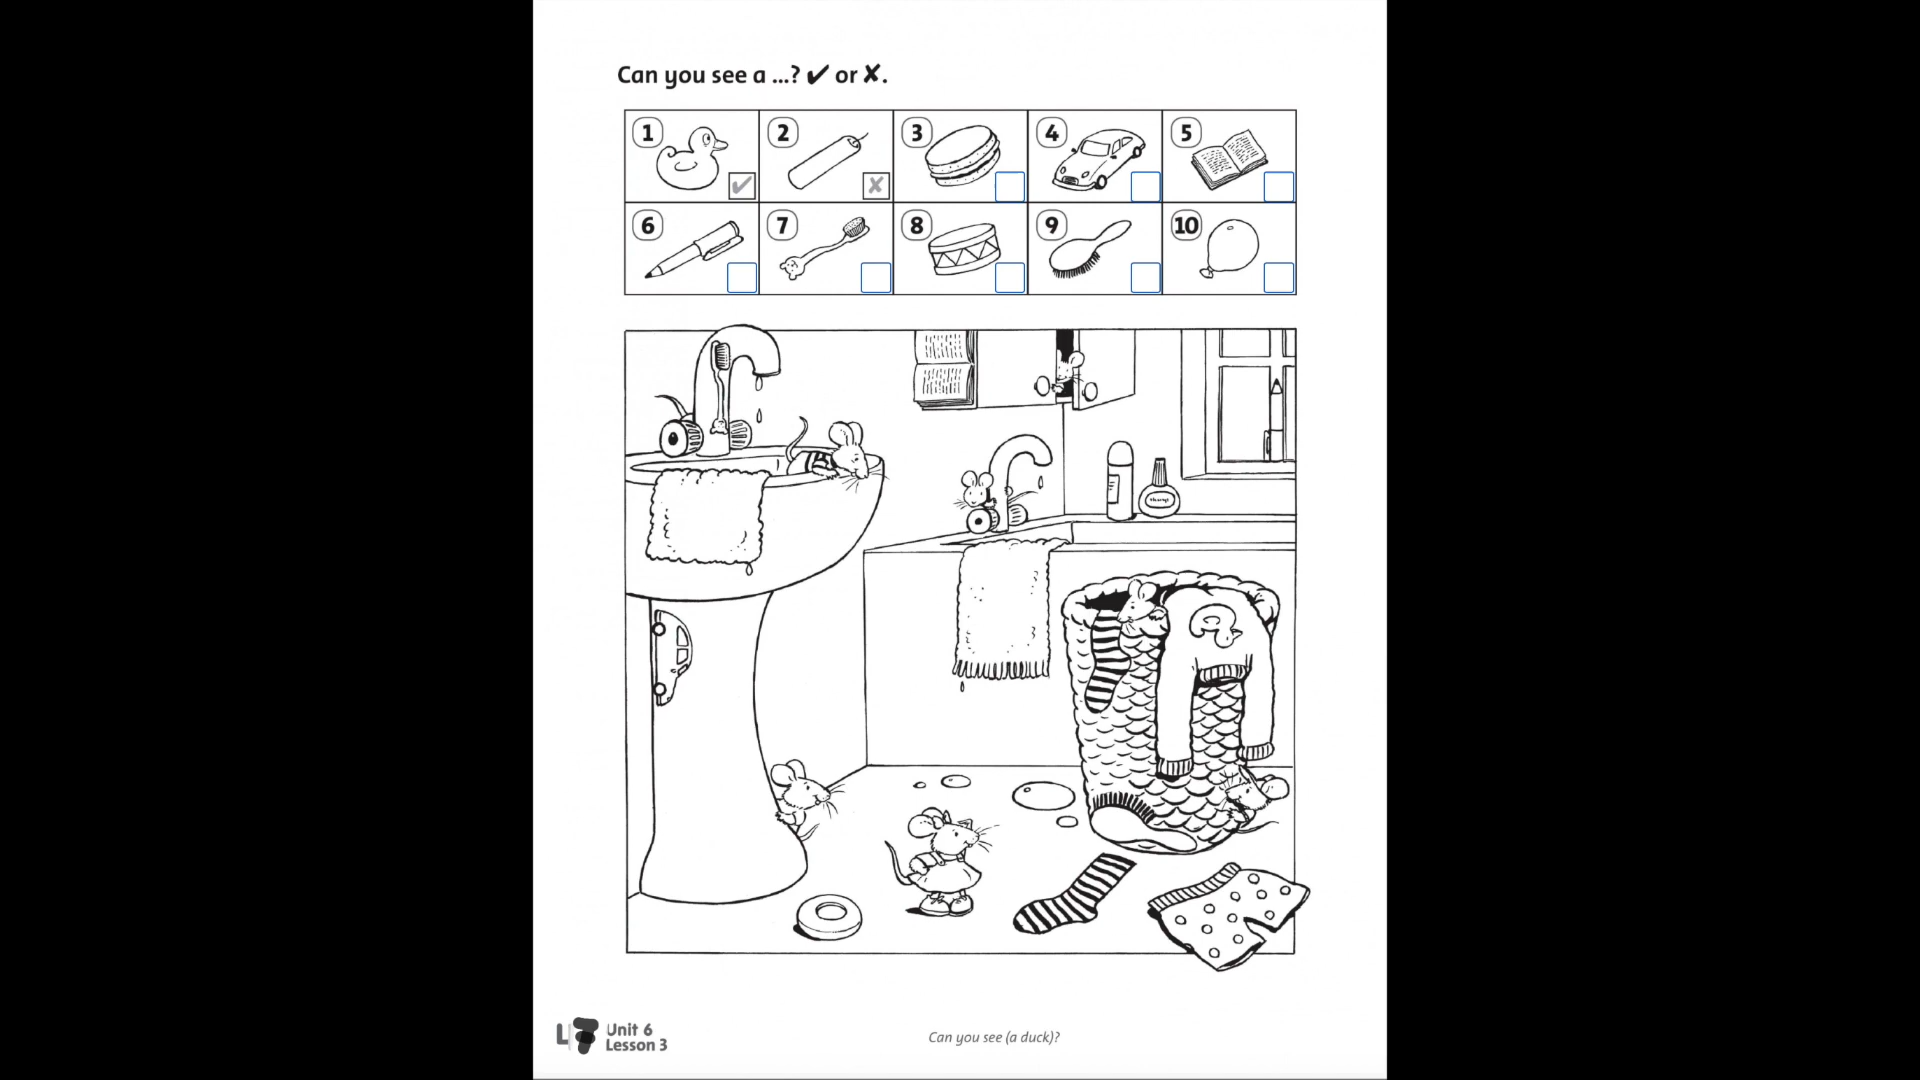 Can you see a ...? ✔ or ✘.
1 2 3 4 5
6 7 8 9 10
Unit 6
Lesson 3
Can you see (a duck)?